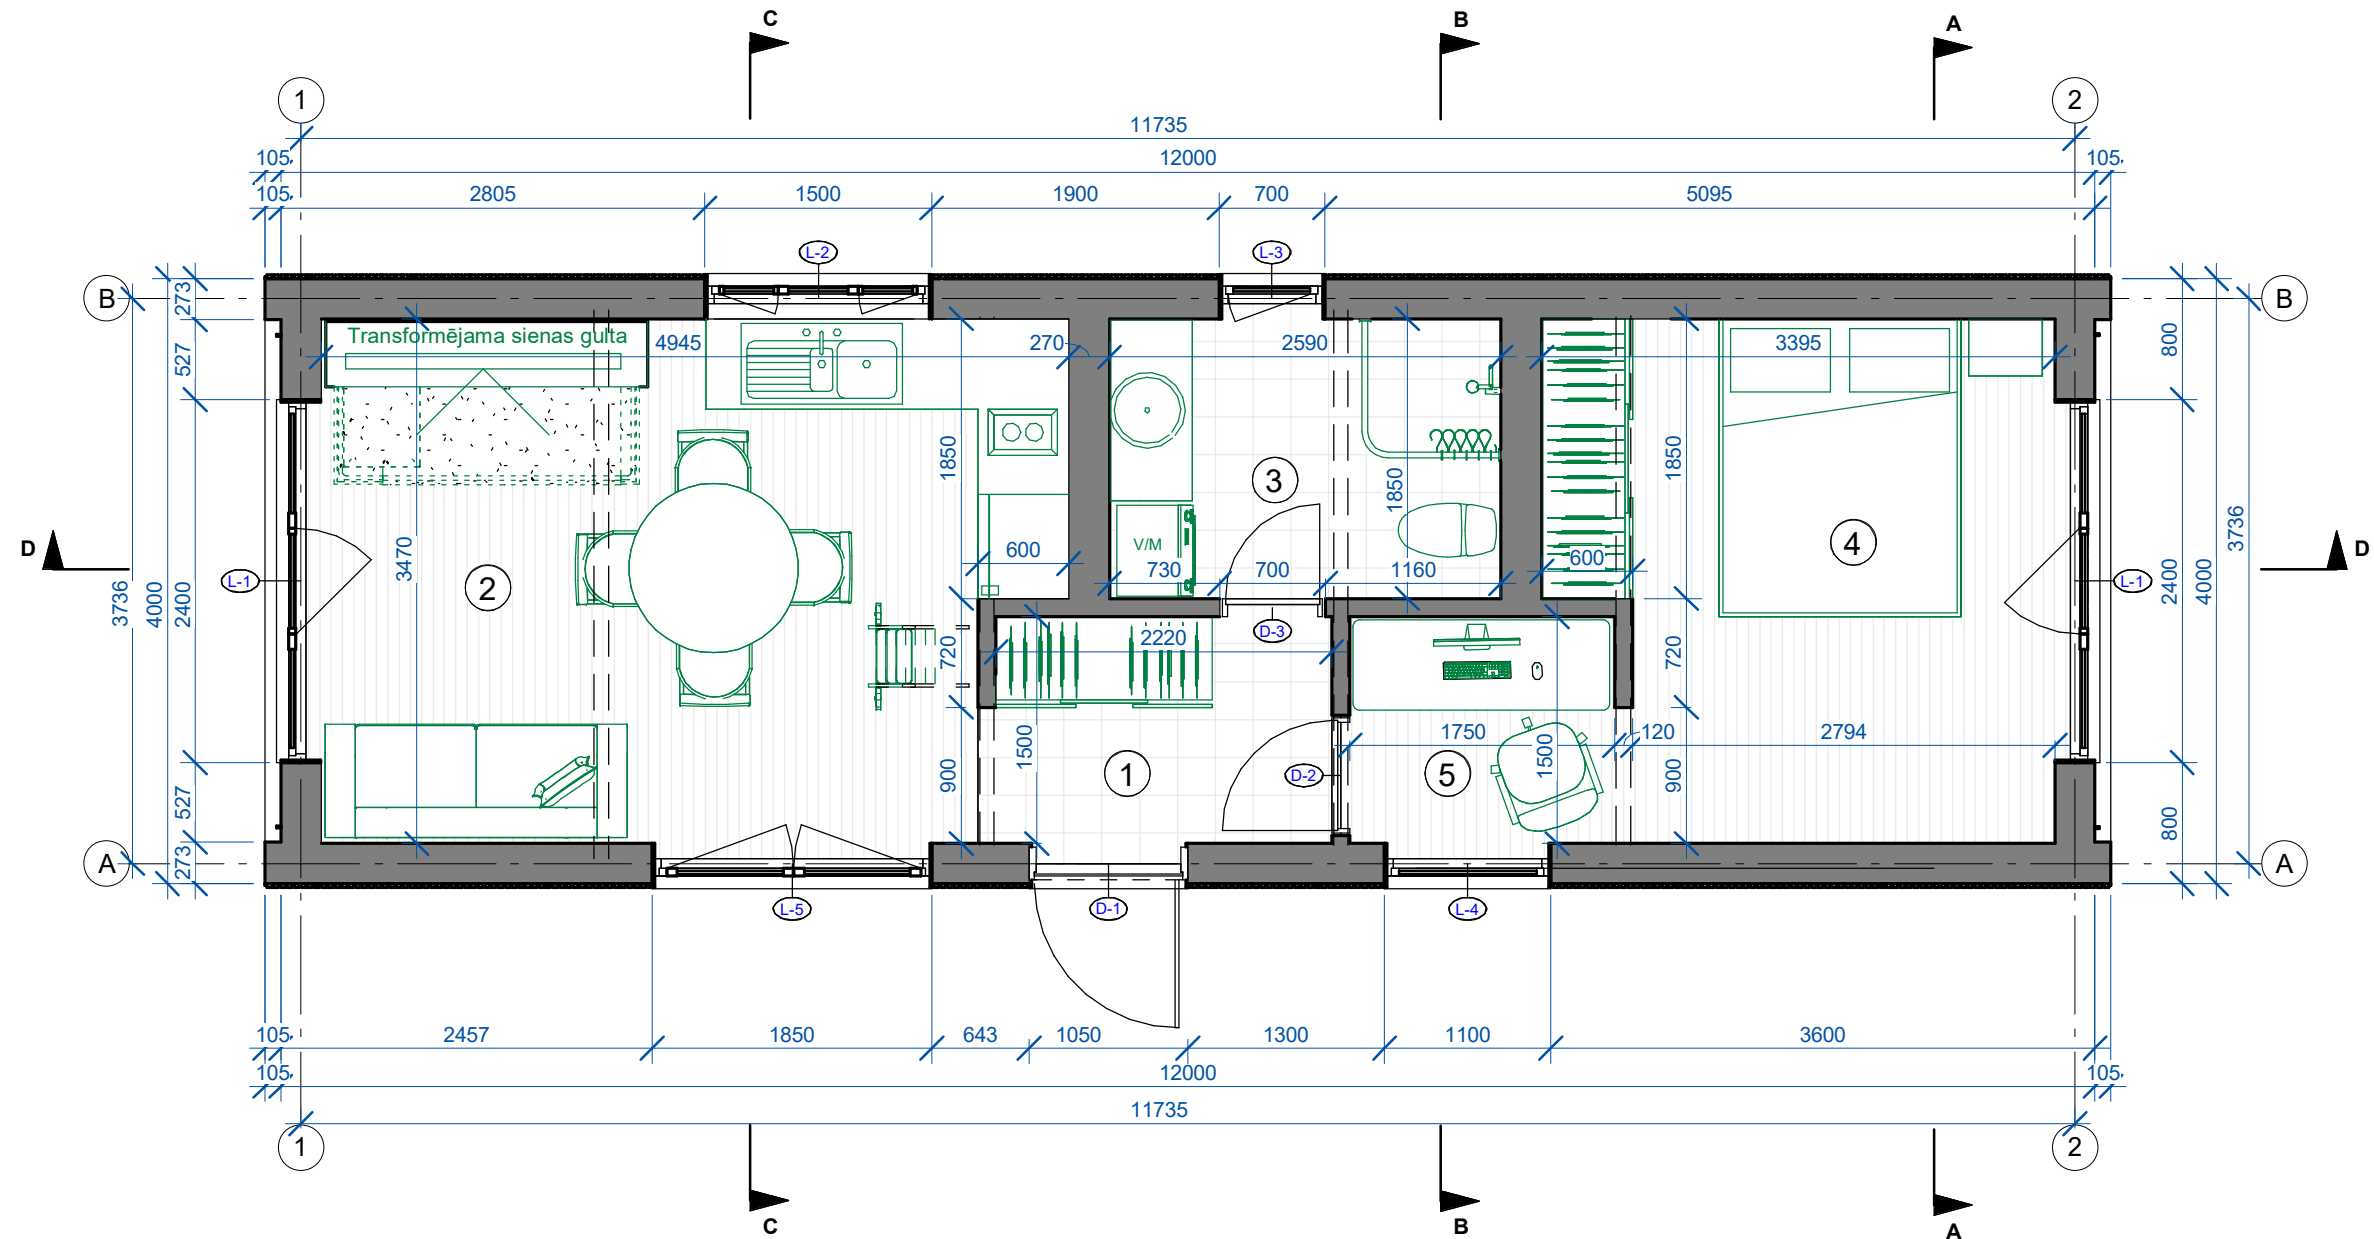 C B A
1 2
11735
105 12000 105
105 2805 1500 1900 700 5095
L-2 L-3
B B
273
Transformējama sienas gulta
4945 270 2590 3395
527 800
1850 1850 1850
3
V/M
4
D D
3470
600 730 700 1160 600
2
L-1 L-1
3736 4000 2400 2400 4000 3736
D-3
2220
720 720
1750 120 2794
1500 1500
1 D-2 5
900 900
527 800
273
A A
L-5 D-1 L-4
105 2457 1850 643 1050 1300 1100 3600
105 12000 105
11735
1 2
C B A